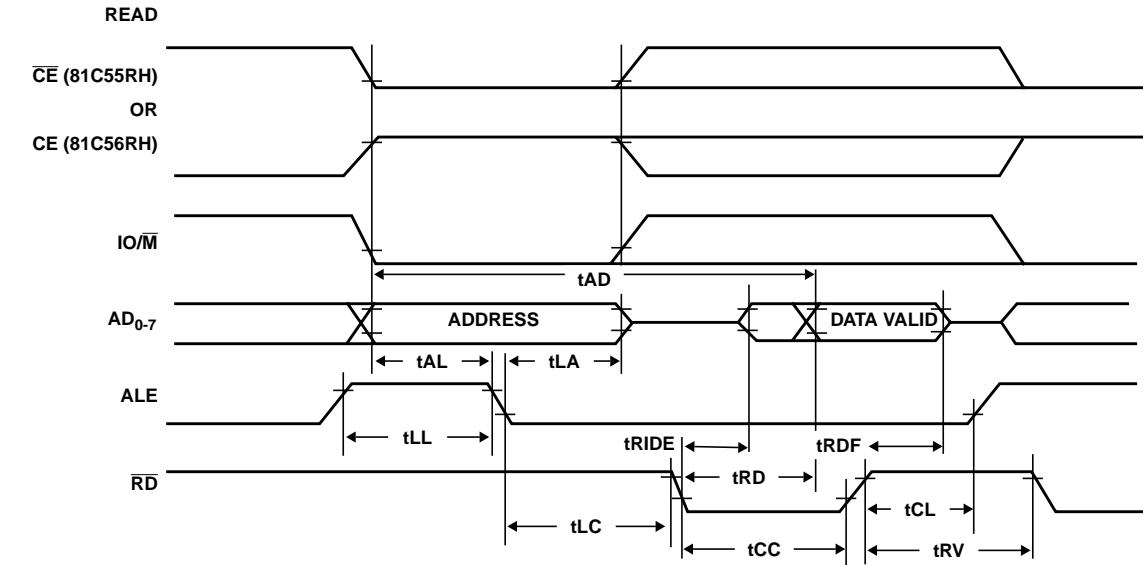 READ
CE (81C55RH)
OR
CE (81C56RH)
IO/M
tAD
AD0-7
ADDRESS
DATA VALID
tAL
tLA
ALE
tLL
tRIDE
tRDF
RD
tRD
tCL
tLC
tCC
tRV